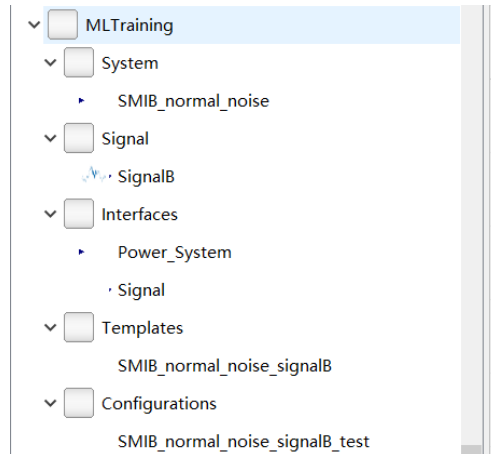 MLTraining
System
SMIB_normal_noise
Signal
SignalB
Interfaces
Power_System
Signal
Templates
SMIB_normal_noise_signalB
Configurations
SMIB_normal_noise_signalB_test